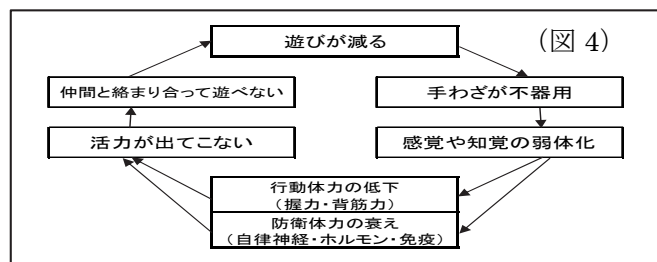 遊びが減る
（図 4）
仲間と絡まり合って遊べない
手わざが不器用
活力が出てこない
感覚や知覚の弱体化
行動体力の低下
（握力・背筋力）
防衛体力の衰え
（自律神経・ホルモン・免疫）